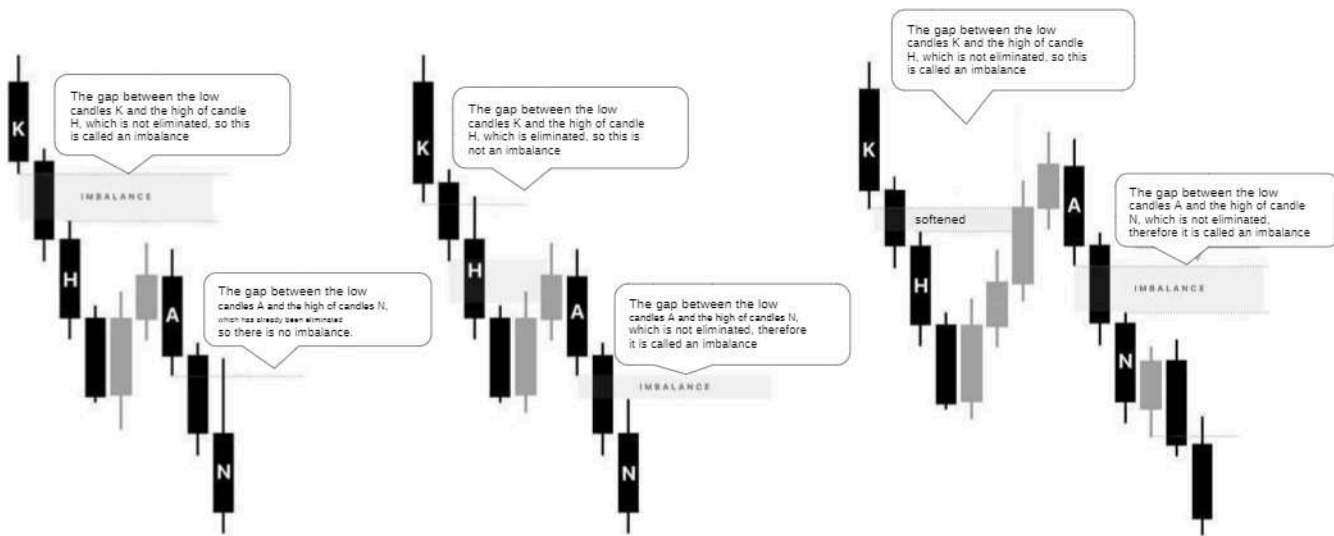 The gap between the low
candles K and the high of candle
H, which is not eliminated, so this
is called an imbalance
K
IMBALANCE
H
A
The gap between the low
candles A and the high of candles N,
which has already been eliminated
so there is no imbalance.
N
The gap between the low
candles K and the high of candle
H, which is eliminated, so this is
not an imbalance
K
H
A
The gap between the low
candles A and the high of candles N,
which is not eliminated, therefore
it is called an imbalance
IMBALANCE
N
The gap between the low
candles K and the high of candle
H, which is not eliminated, so this
is called an imbalance
K
softened
H
A
The gap between the low
candles A and the high of candle
N, which is not eliminated,
therefore it is called an imbalance
IMBALANCE
N